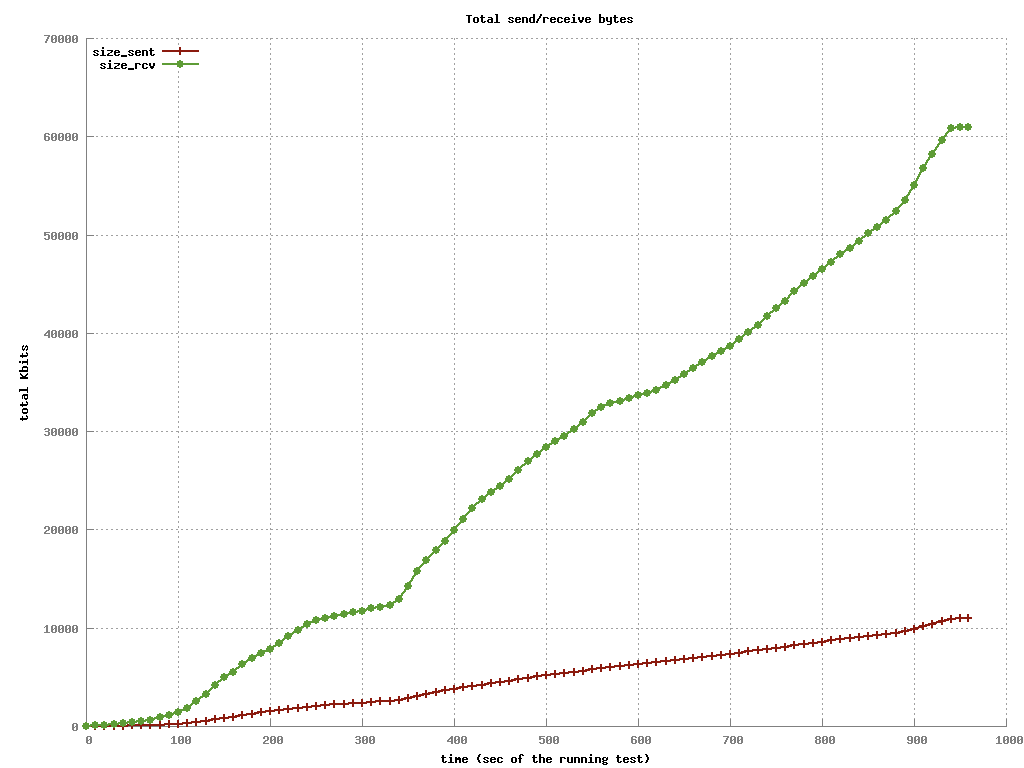 Total send/receive bytes
70000
size_sent
size_rcv
60000
50000
40000
total Kbits
30000
20000
10000
0
0 100 200 300 400 500 600 700 800 900 1000
time (sec of the running test)